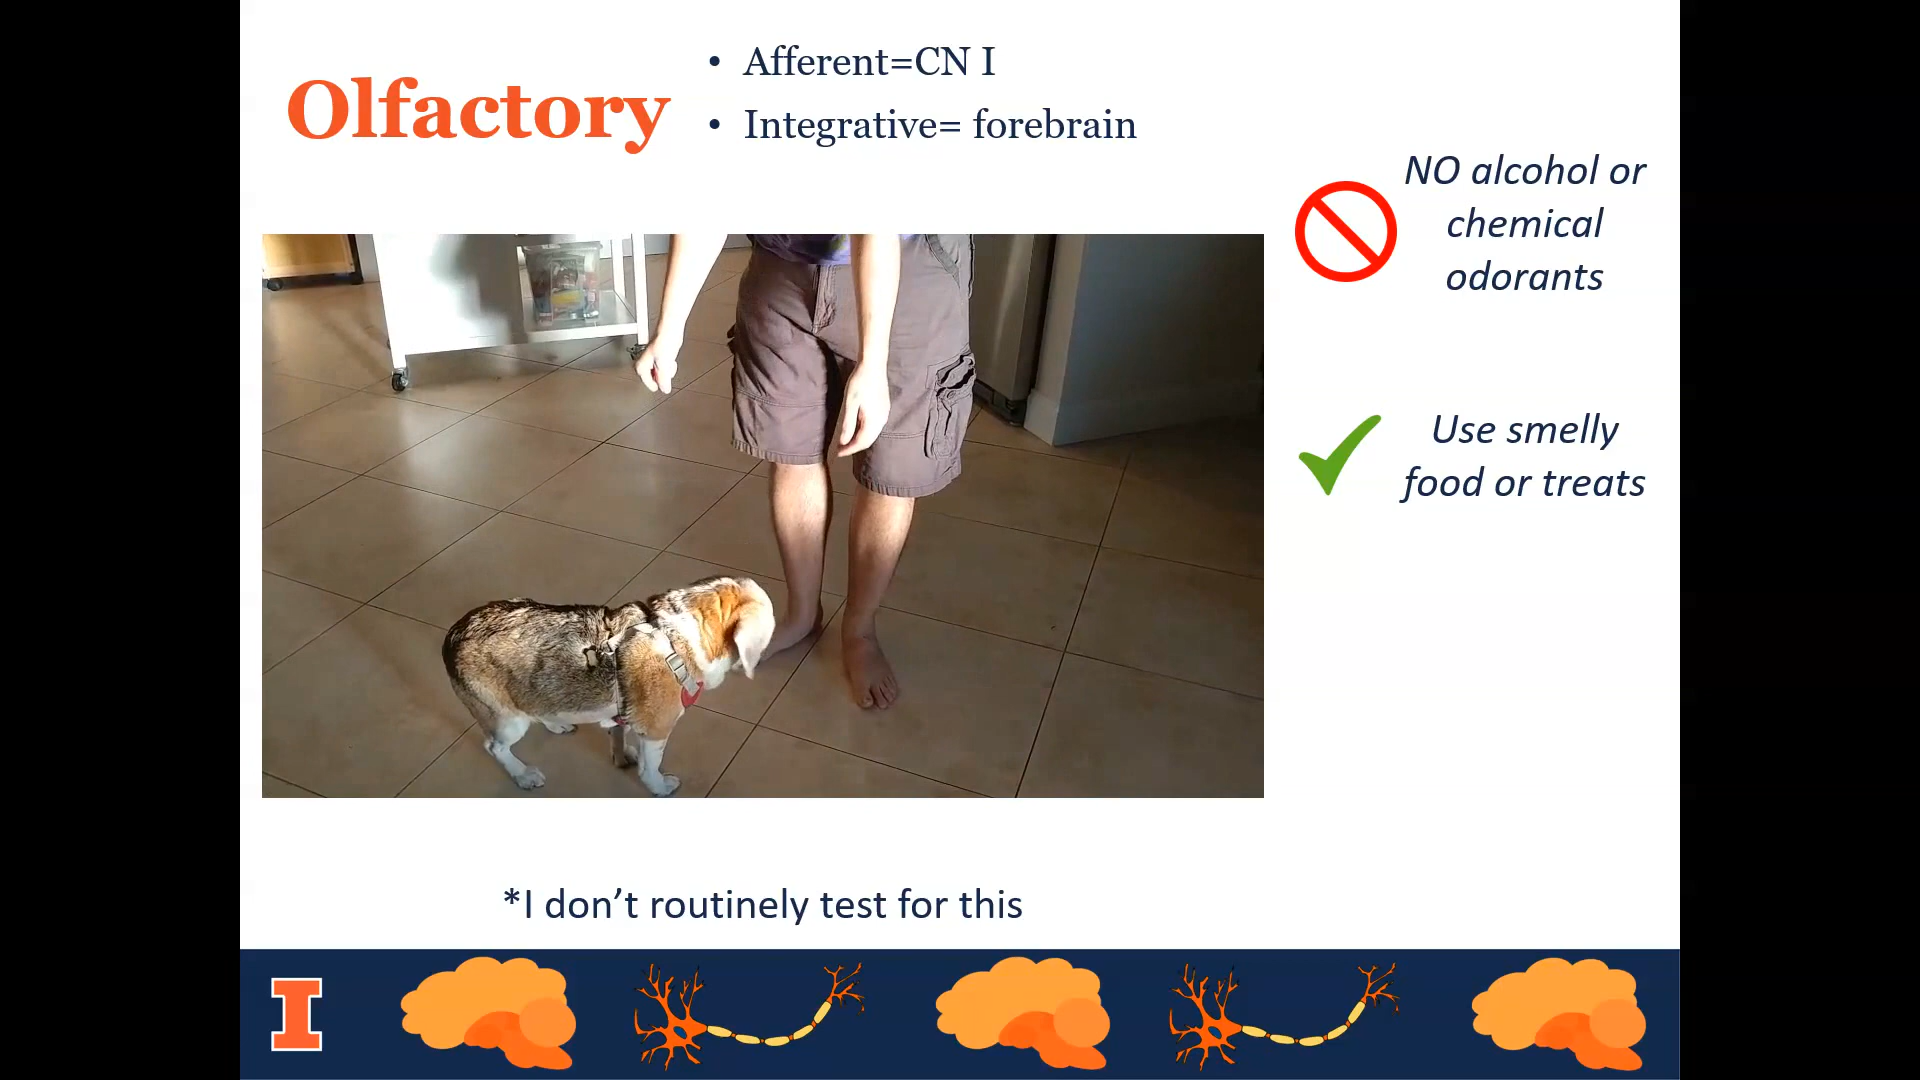 Olfactory
• Afferent=CN I
• Integrative= forebrain
NO alcohol or
chemical
odorants
Use smelly
food or treats
*I don’t routinely test for this
I